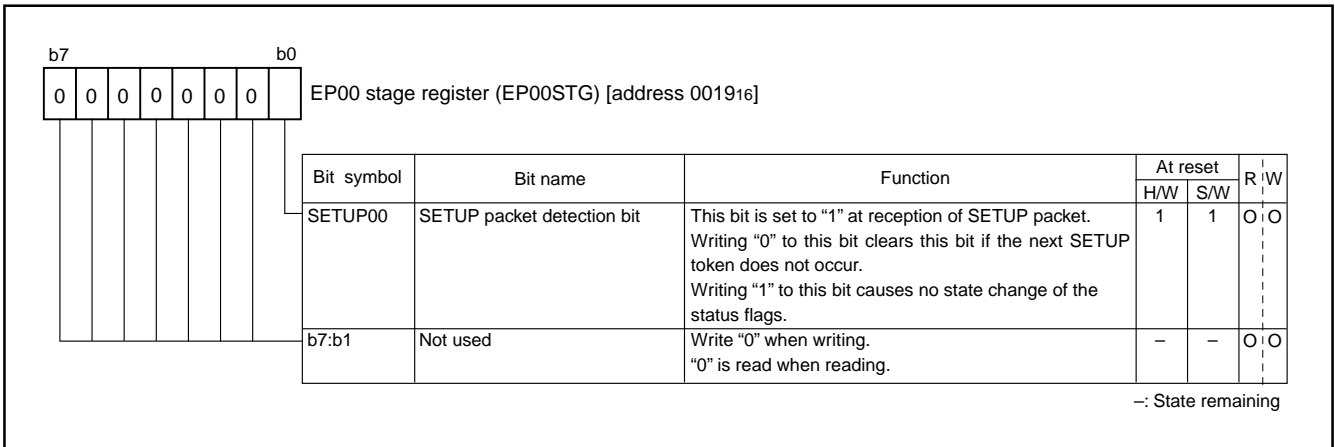 b7 b0
0 0 0 0 0 0 0 EP00 stage register (EP00STG) [address 001916]
Bit symbol Bit name Function At reset R W
H/W S/W
SETUP00 SETUP packet detection bit This bit is set to “1” at reception of SETUP packet. 1 1 O O
Writing “0” to this bit clears this bit if the next SETUP
token does not occur.
Writing “1” to this bit causes no state change of the
status flags.
b7:b1 Not used Write “0” when writing. – – O O
“0” is read when reading.
–: State remaining